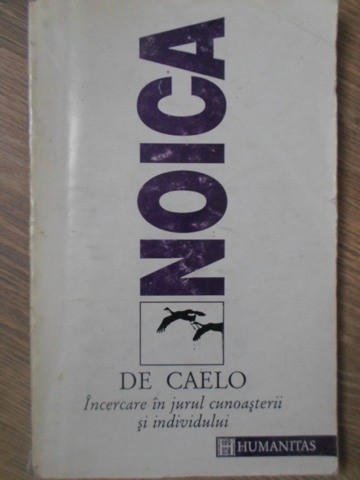 NOICA
DE CAELO
Încercare în jurul cunoașterii
și individului
HUMANITAS